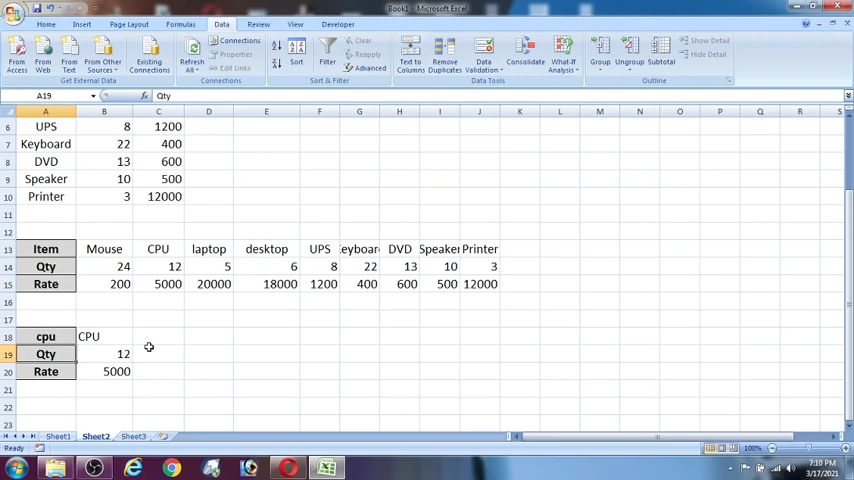 Book1 - Microsoft Excel
Home Insert Page Layout Formulas Data Review View Developer
From Access
From Web
From Text
From Other Sources
Existing Connections
Refresh All
Connections
Properties
Edit Links
Sort
Filter
Clear
Reapply
Advanced
Text to Columns
Remove Duplicates
Data Validation
Consolidate
What-If Analysis
Group
Ungroup
Subtotal
Show Detail
Hide Detail
Get External Data Connections Sort & Filter Data Tools Outline
A19 fx Qty
A B C D E F G H I J K L M N O P Q R S
6 UPS 8 1200
7 Keyboard 22 400
8 DVD 13 600
9 Speaker 10 500
10 Printer 3 12000
11
12
13 Item Mouse CPU laptop desktop UPS Keyboard DVD Speaker Printer
14 Qty 24 12 5 6 8 22 13 10 3
15 Rate 200 5000 20000 18000 1200 400 600 500 12000
16
17
18 cpu CPU
19 Qty 12
20 Rate 5000
21
22
23
Sheet1 Sheet2 Sheet3
Ready 100%
7:10 PM
3/17/2021